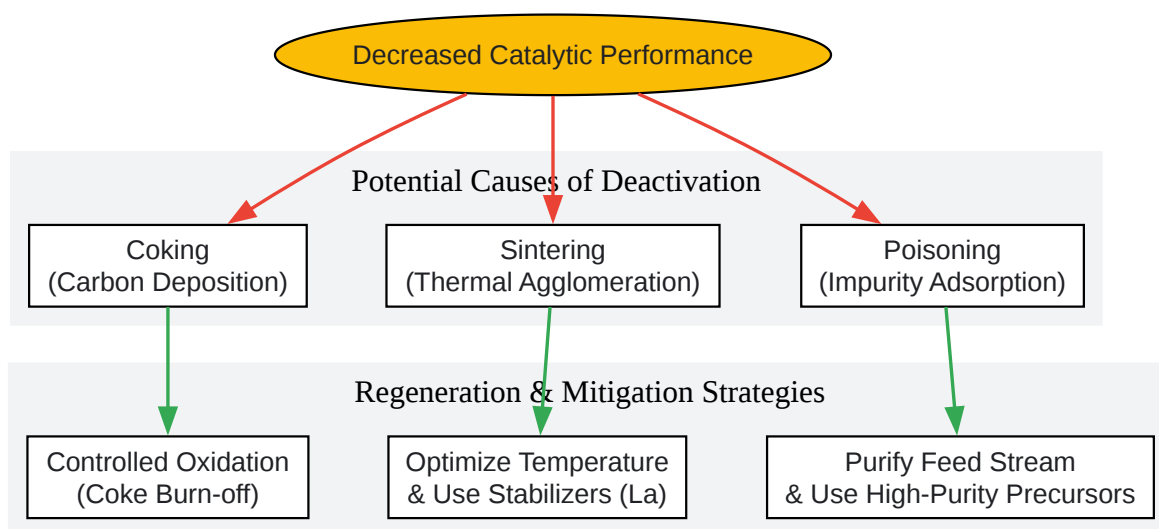 Decreased Catalytic Performance
Potential Causes of Deactivation
Coking
(Carbon Deposition)
Sintering
(Thermal Agglomeration)
Poisoning
(Impurity Adsorption)
Regeneration & Mitigation Strategies
Controlled Oxidation
(Coke Burn-off)
Optimize Temperature
& Use Stabilizers (La)
Purify Feed Stream
& Use High-Purity Precursors